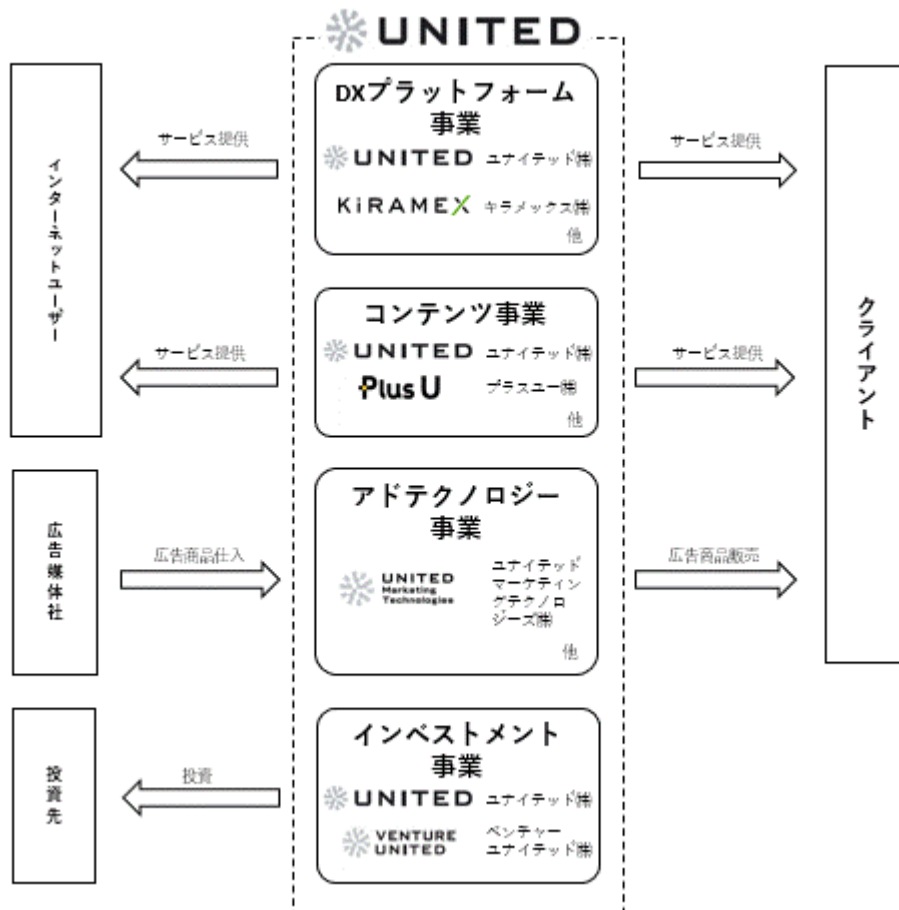 UNITED
DXプラットフォーム
事業
UNITED ユナイテッド㈱
KiRAMEX キラメックス㈱
他
サービス提供
サービス提供
インターネットユーザー
コンテンツ事業
UNITED ユナイテッド㈱
Plus U プラスユー㈱
他
サービス提供
サービス提供
クライアント
アドテクノロジー
事業
UNITED
Marketing
Technologies
ユナイテッド
マーケティン
グテクノロ
ジーズ㈱
他
広告媒体社
広告商品仕入
広告商品販売
インベストメント
事業
UNITED ユナイテッド㈱
VENTURE
UNITED
ベンチャー
ユナイテッド㈱
投資先
投資